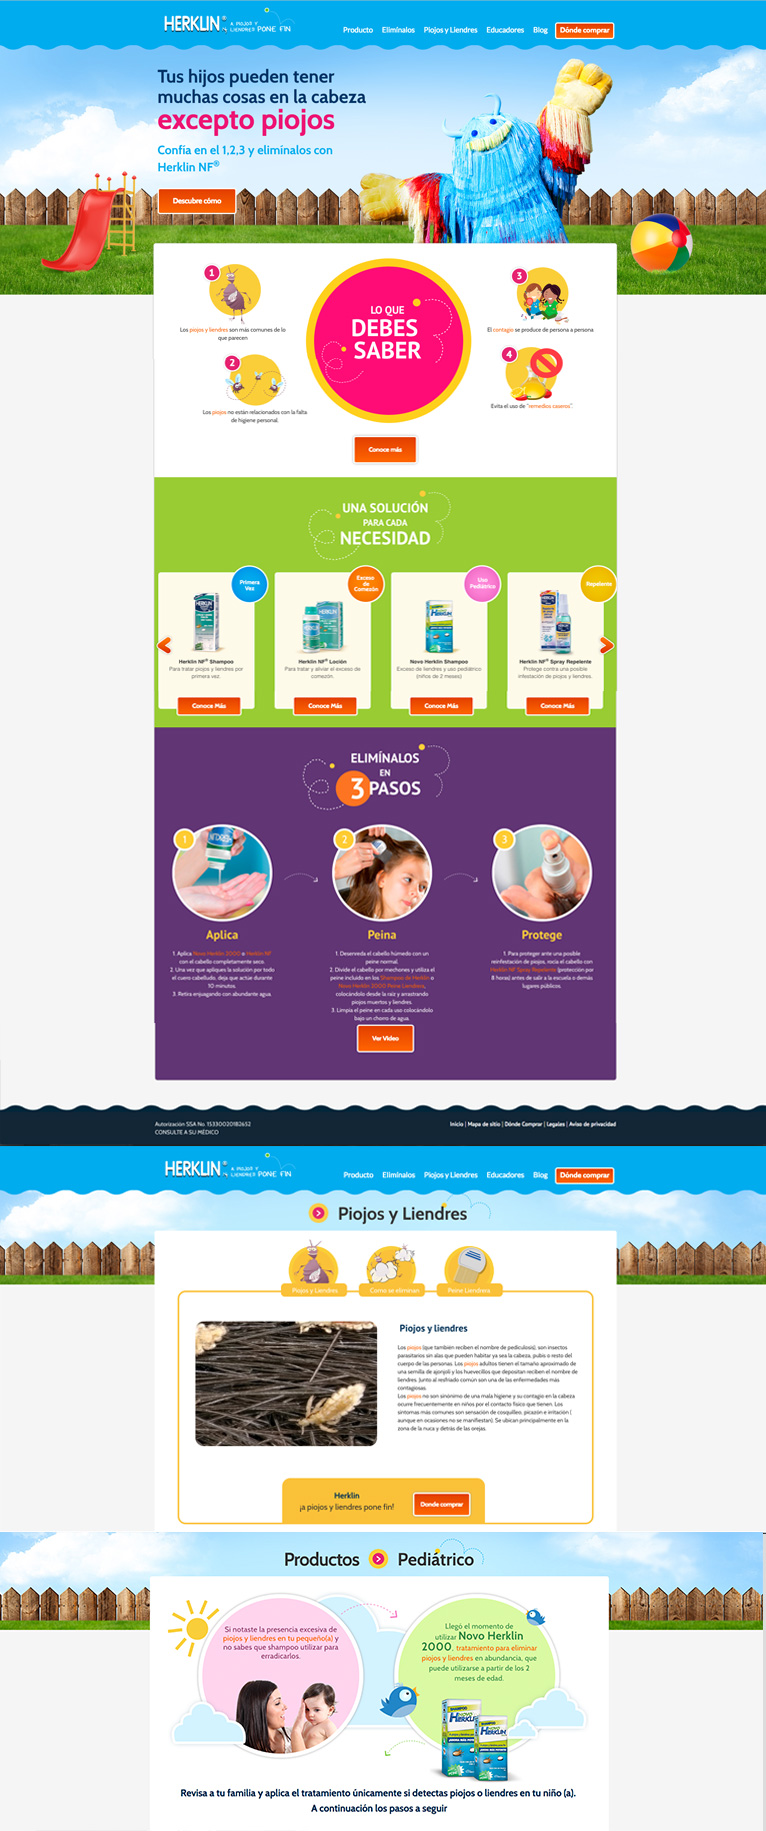 HERKLIN® A PIOJOS Y LIENDRES PONE FIN
Producto Elimínalos Piojos y Liendres Educadores Blog Dónde comprar
Tus hijos pueden tener
muchas cosas en la cabeza
excepto piojos
Confía en el 1,2,3 y elimínalos con
Herklin NF®
Descubre cómo
1
Los piojos y liendres son más comunes de lo
que parecen
2
Los piojos no están relacionados con la falta
de higiene personal.
LO QUE
DEBES
SABER
3
El contagio se produce de persona a persona
4
Evita el uso de "remedios caseros".
Conoce más
UNA SOLUCIÓN
PARA CADA
NECESIDAD
Primera
Vez
Herklin NF® Shampoo
Para tratar piojos y liendres por
primera vez.
Conoce Más
Exceso
de
Comezón
Herklin NF® Loción
Para tratar y aliviar el exceso de
comezón.
Conoce Más
Uso
Pediátrico
Novo Herklin Shampoo
Exceso de liendres y uso pediátrico
(niños de 2 meses)
Conoce Más
Repelente
Herklin NF® Spray Repelente
Protege contra una posible
infestación de piojos y liendres.
Conoce Más
ELIMÍNALOS
EN
3 PASOS
1
Aplica
1. Aplica Novo Herklin 2000 o Herklin NF
con el cabello completamente seco.
2. Una vez que apliques la solución por todo
el cuero cabelludo, deja que actúe durante
10 minutos.
3. Retira enjuagando con abundante agua.
2
Peina
1. Desenreda el cabello húmedo con un
peine normal.
2. Divide el cabello por mechones y utiliza el
peine incluido en los Shampoo de Herklin o
Novo Herklin 2000 Peine Liendrera,
colocándolo desde la raíz y arrastrando
piojos muertos y liendres.
3. Limpia el peine en cada uso colocándolo
bajo un chorro de agua.
Ver Video
3
Protege
1. Para proteger ante una posible
reinfestación de piojos, rocía el cabello con
Herklin NF Spray Repelente (protección por
8 horas) antes de salir a la escuela o demás
lugares públicos.
Autorización SSA No. 153300201B2652
CONSULTE A SU MÉDICO
Inicio | Mapa de sitio | Dónde Comprar | Legales | Aviso de privacidad
HERKLIN® A PIOJOS Y LIENDRES PONE FIN
Producto Elimínalos Piojos y Liendres Educadores Blog Dónde comprar
Piojos y Liendres
Piojos y Liendres Como se eliminan Peine Liendrera
Piojos y liendres
Los piojos (que también reciben el nombre de pediculosis), son insectos
parasitarios sin alas que pueden habitar ya sea la cabeza, pubis o resto del
cuerpo de las personas. Los piojos adultos tienen el tamaño aproximado de
una semilla de ajonjolí y los huevecillos que depositan reciben el nombre de
liendres. Junto al resfriado común son una de las enfermedades más
contagiosas.
Los piojos no son sinónimo de una mala higiene y su contagio en la cabeza
ocurre frecuentemente en niños por el contacto físico que tienen. Los
síntomas más comunes son sensación de cosquilleo, picazón e irritación (
aunque en ocasiones no se manifiestan). Se ubican principalmente en la
zona de la nuca y detrás de las orejas.
Herklin
¡a piojos y liendres pone fin!
Donde comprar
Productos Pediátrico
Si notaste la presencia excesiva de
piojos y liendres en tu pequeño(a) y
no sabes que shampoo utilizar para
erradicarlos.
Llegó el momento de
utilizar Novo Herklin
2000, tratamiento para eliminar
piojos y liendres en abundancia, que
puede utilizarse a partir de los 2
meses de edad.
Revisa a tu familia y aplica el tratamiento únicamente si detectas piojos o liendres en tu niño (a).
A continuación los pasos a seguir